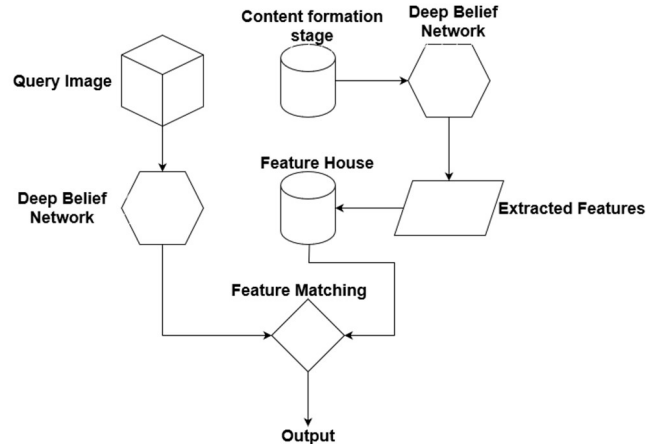 Content formation
stage
Deep Belief
Network
Query Image
Feature House
Deep Belief
Network
Extracted Features
Feature Matching
Output